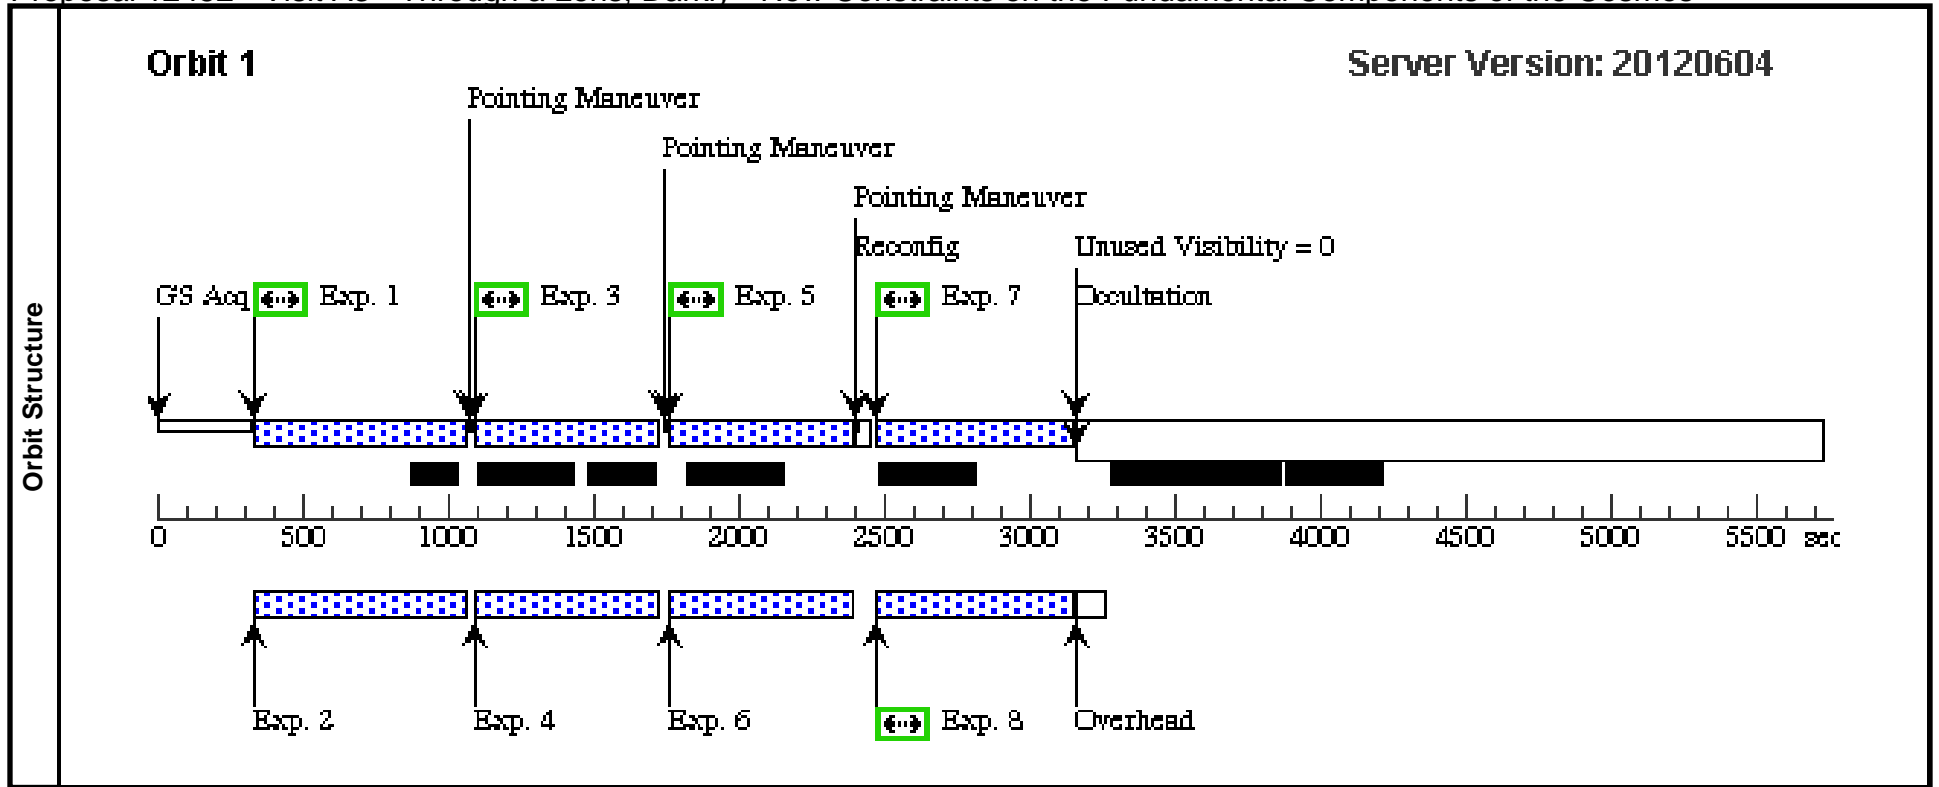 Orbit 1
Server Version: 20120604
Pointing Maneuver
Pointing Maneuver
Pointing Maneuver
Reconfig
Unused Visibility = 0
GS Acq
Exp. 1
Exp. 3
Exp. 5
Exp. 7
Occultation
Orbit Structure
0 500 1000 1500 2000 2500 3000 3500 4000 4500 5000 5500 sec
Exp. 2
Exp. 4
Exp. 6
Exp. 8
Overhead